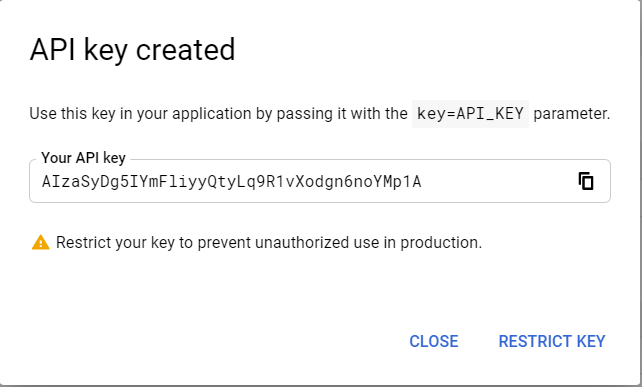 API key created
Use this key in your application by passing it with the key=API_KEY parameter.
Your API key
AIzaSyDg5IYmFliyyQtyLq9R1vXodgn6noYMp1A
Restrict your key to prevent unauthorized use in production.
CLOSE RESTRICT KEY